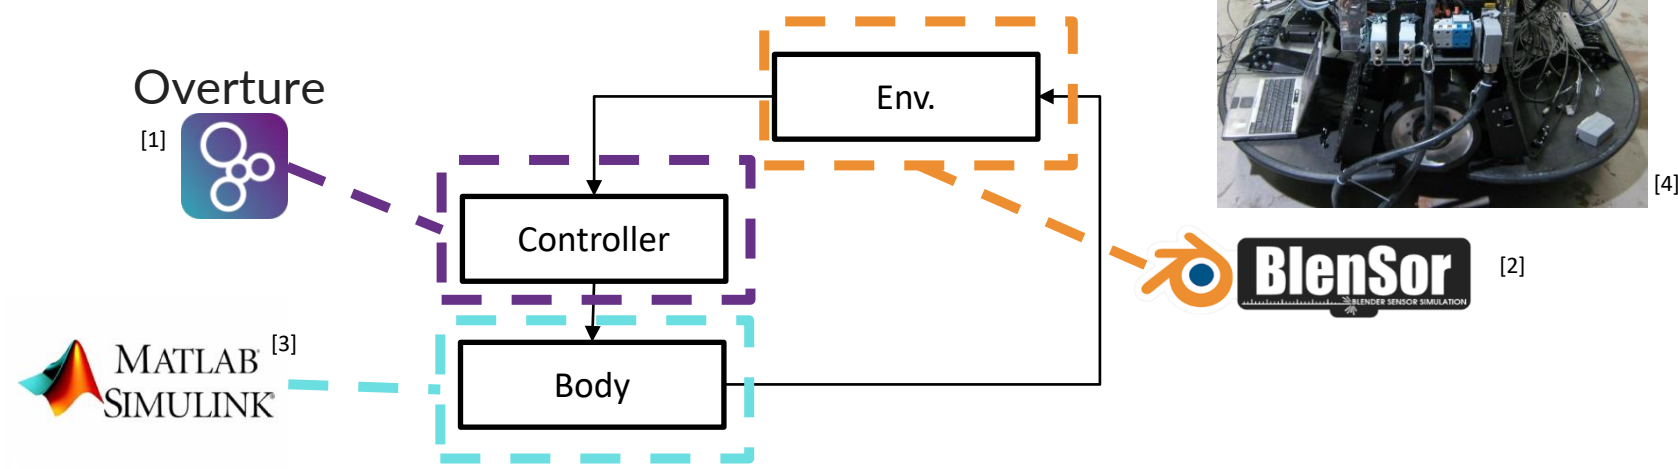 Overture
[1]
Env.
[4]
Controller
BlenSor
BLENDER SENSOR SIMULATION
[2]
MATLAB
SIMULINK
[3]
Body